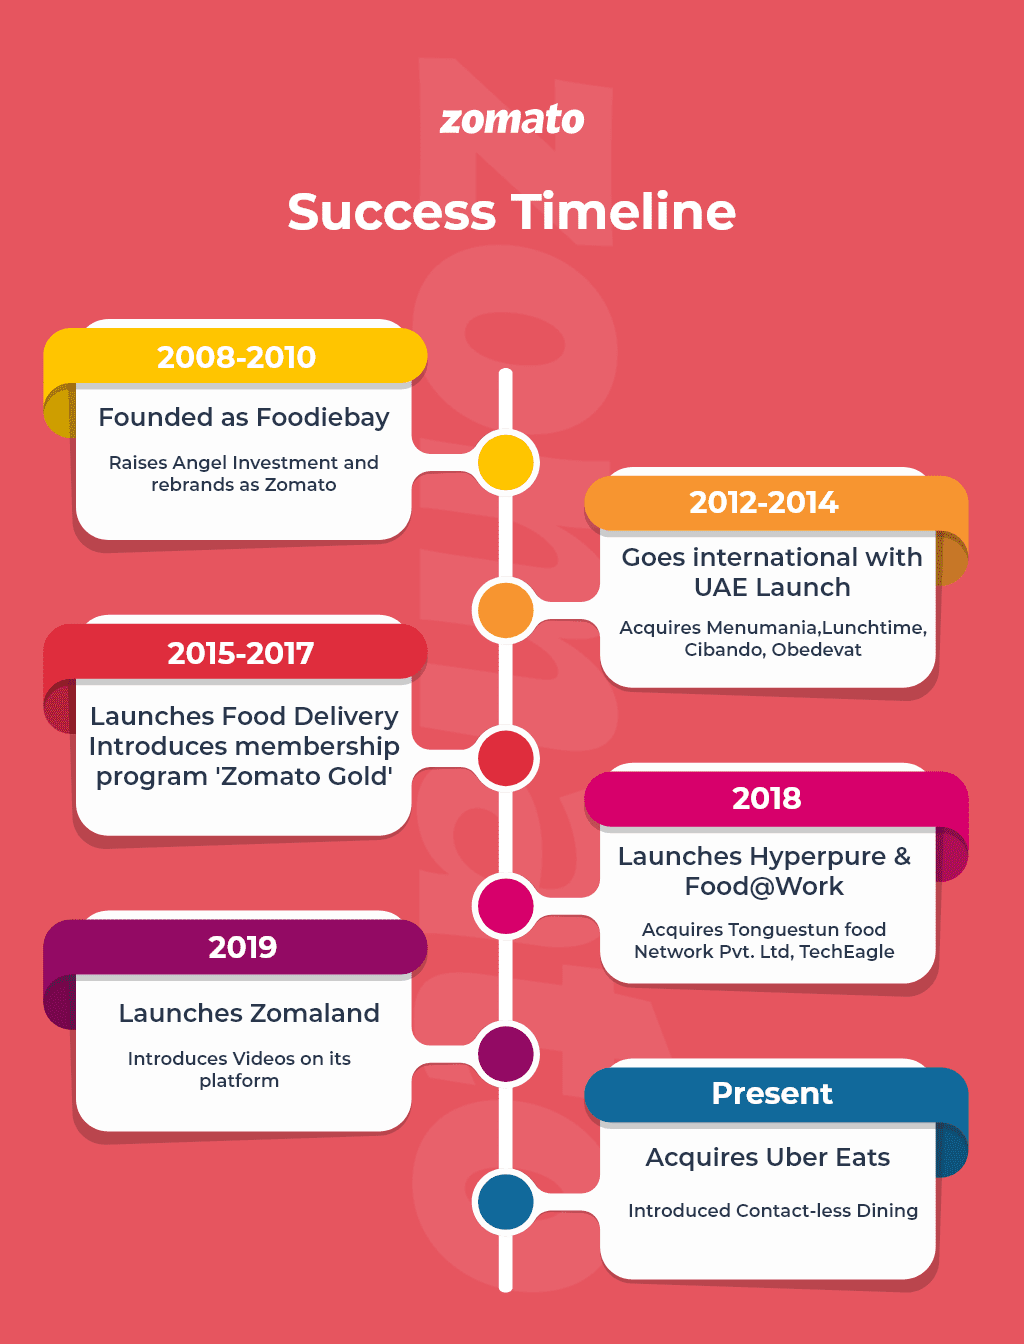 zomato
Success Timeline
2008-2010
Founded as Foodiebay
Raises Angel Investment and
rebrands as Zomato
2012-2014
Goes international with
UAE Launch
Acquires Menumania,Lunchtime,
Cibando, Obedevat
2015-2017
Launches Food Delivery
Introduces membership
program 'Zomato Gold'
2018
Launches Hyperpure &
Food@Work
Acquires Tonguestun food
Network Pvt. Ltd, TechEagle
2019
Launches Zomaland
Introduces Videos on its
platform
Present
Acquires Uber Eats
Introduced Contact-less Dining
zomato